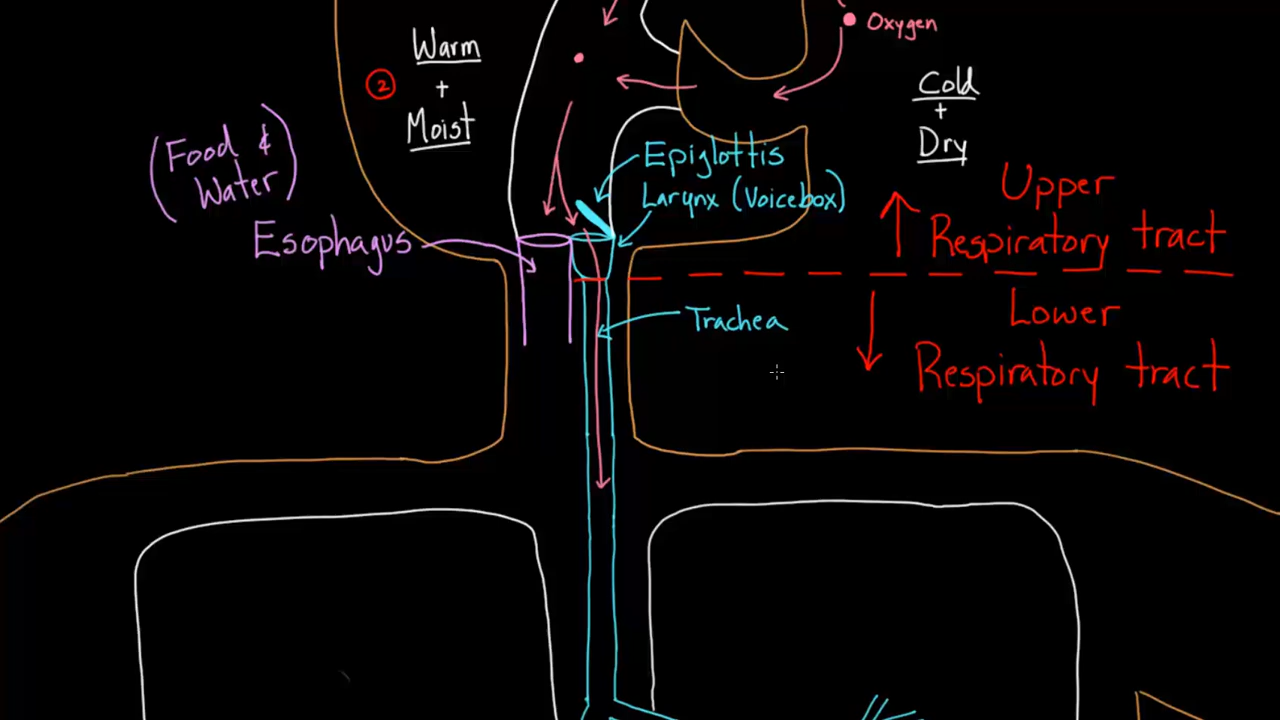 Oxygen
Warm
+
Moist
2
Cold
+
Dry
(Food &
Water)
Esophagus
Epiglottis
Larynx (Voicebox)
Upper
Respiratory tract
Trachea
Lower
Respiratory tract